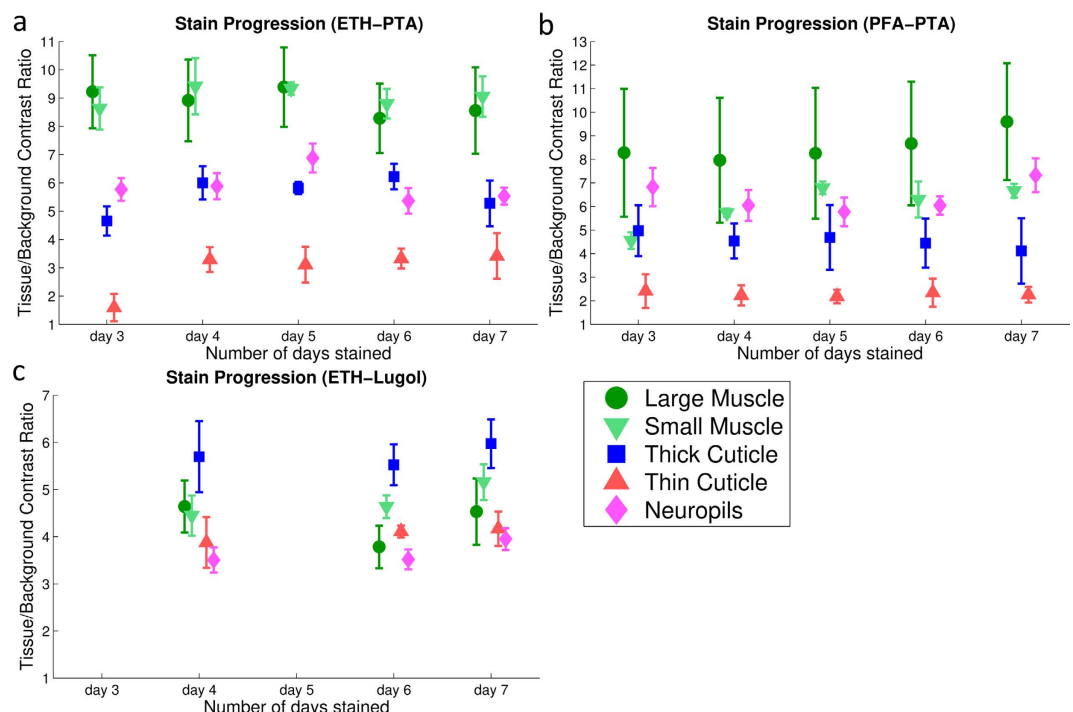 a
Stain Progression (ETH−PTA)
Tissue/Background Contrast Ratio
11
10
9
8
7
6
5
4
3
2
1
day 3 day 4 day 5 day 6 day 7
Number of days stained
b
Stain Progression (PFA−PTA)
Tissue/Background Contrast Ratio
13
12
11
10
9
8
7
6
5
4
3
2
1
day 3 day 4 day 5 day 6 day 7
Number of days stained
c
Stain Progression (ETH−Lugol)
Tissue/Background Contrast Ratio
7
6
5
4
3
2
1
day 3 day 4 day 5 day 6 day 7
Number of days stained
Large Muscle
Small Muscle
Thick Cuticle
Thin Cuticle
Neuropils